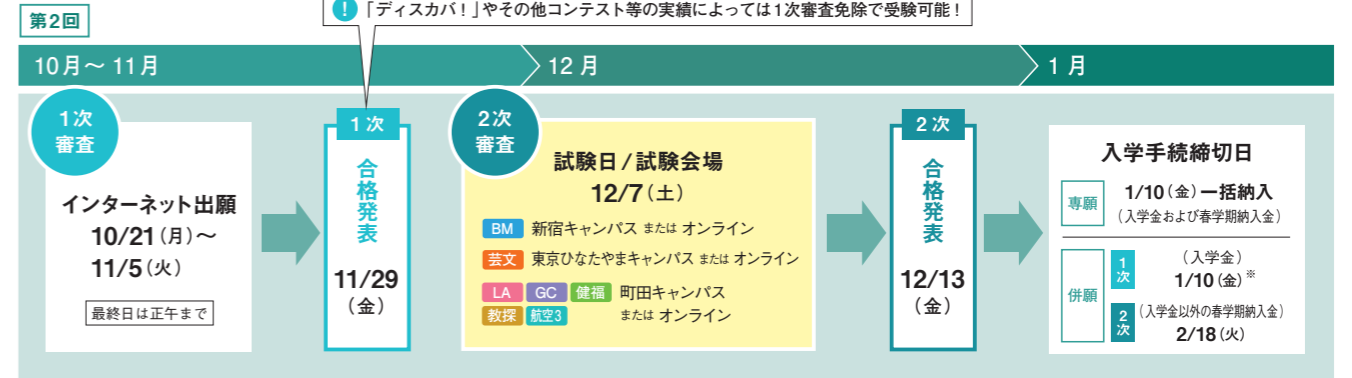 ! 「ディスカバ！」やその他コンテスト等の実績によっては1次審査免除で受験可能！
第2回
10月〜11月
12月
1月
1次
審査
インターネット出願
10/21(月)〜
11/5(火)
最終日は正午まで
1次
合格発表
11/29
(金)
2次
審査
試験日/試験会場
12/7(土)
BM 新宿キャンパス または オンライン
芸文 東京ひなたやまキャンパス または オンライン
LA GC 健福 町田キャンパス
教探 航空3 または オンライン
2次
合格発表
12/13
(金)
入学手続締切日
専願
1/10(金)一括納入
(入学金および春学期納入金)
併願
1次
(入学金)
1/10(金)※
2次
(入学金以外の春学期納入金)
2/18(火)